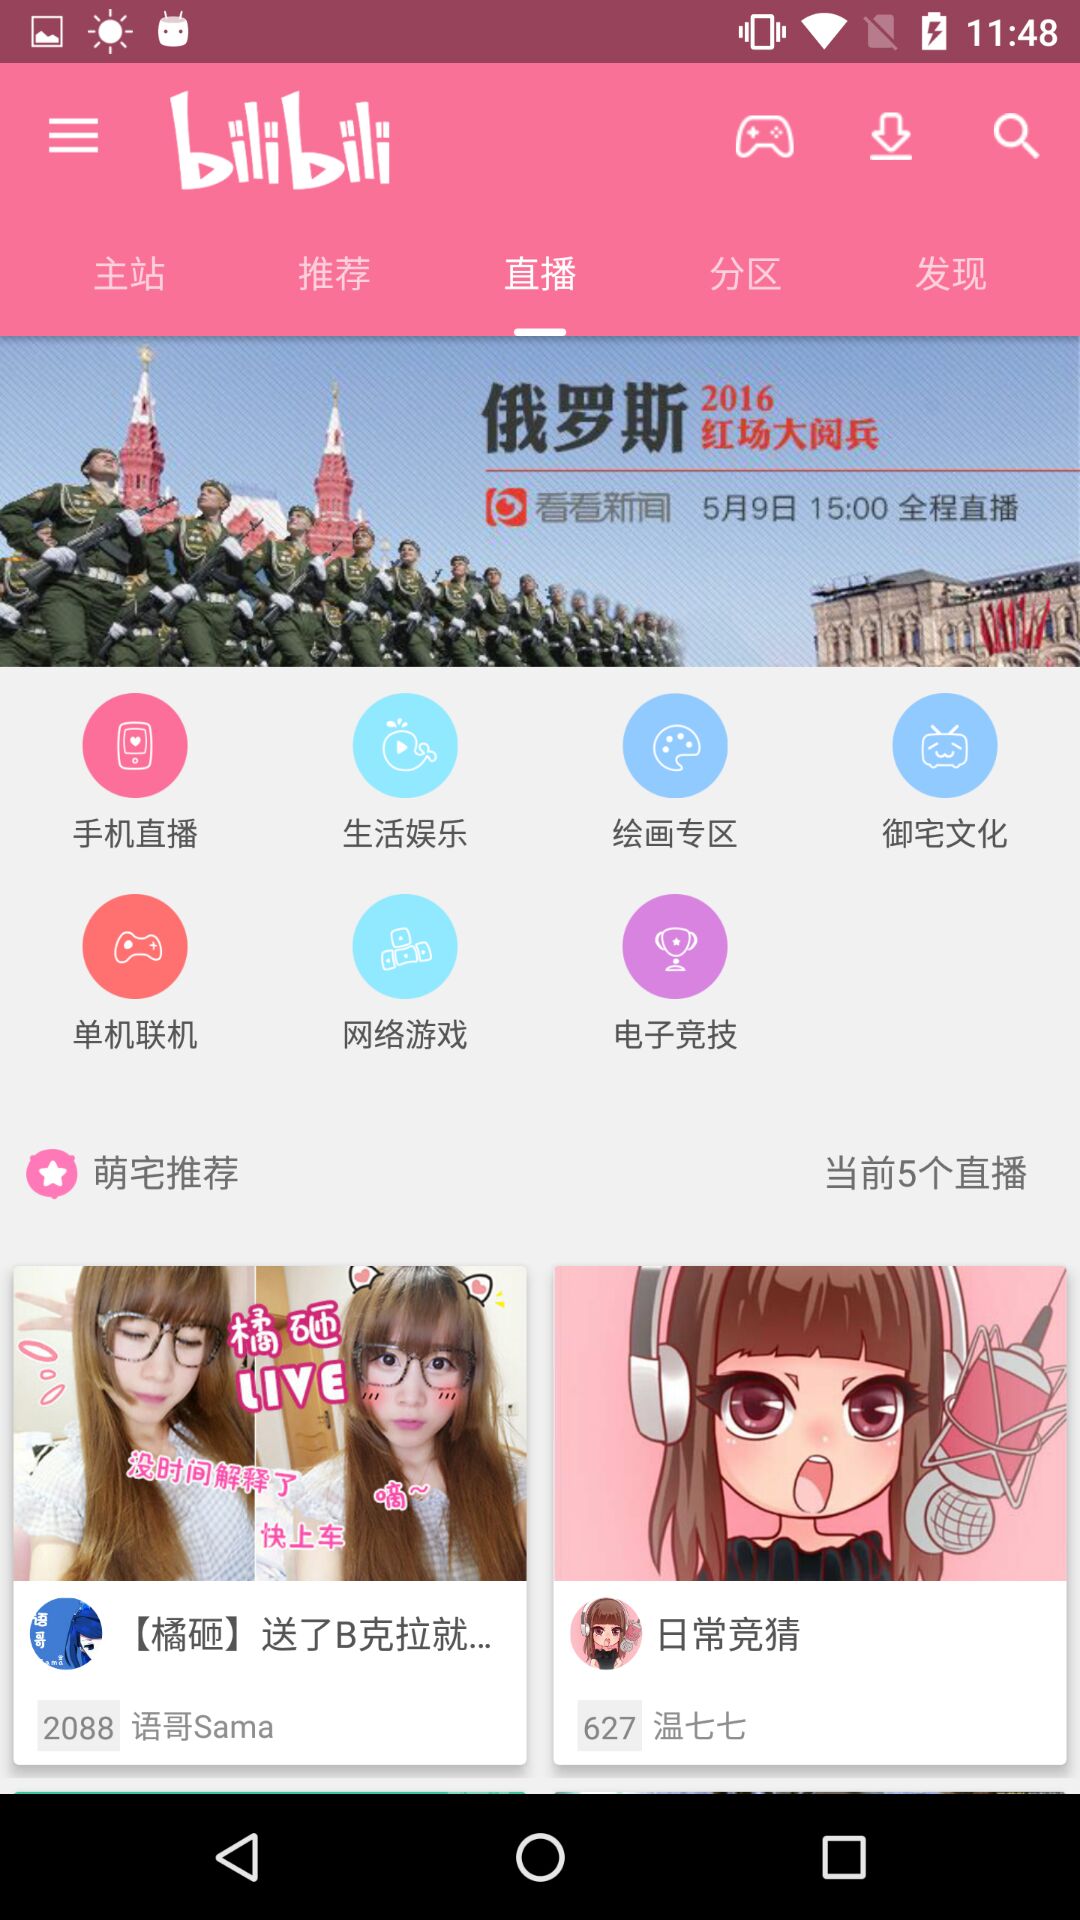 11:48
bilibili
主站 推荐 直播 分区 发现
俄罗斯 2016
红场大阅兵
看看新闻 5月9日 15:00 全程直播
手机直播 生活娱乐 绘画专区 御宅文化
单机联机 网络游戏 电子竞技
萌宅推荐 当前5个直播
橘砸
LIVE
没时间解释了
嘀~
快上车
语哥
【橘砸】送了B克拉就...
日常竞猜
2088 语哥Sama
627 温七七